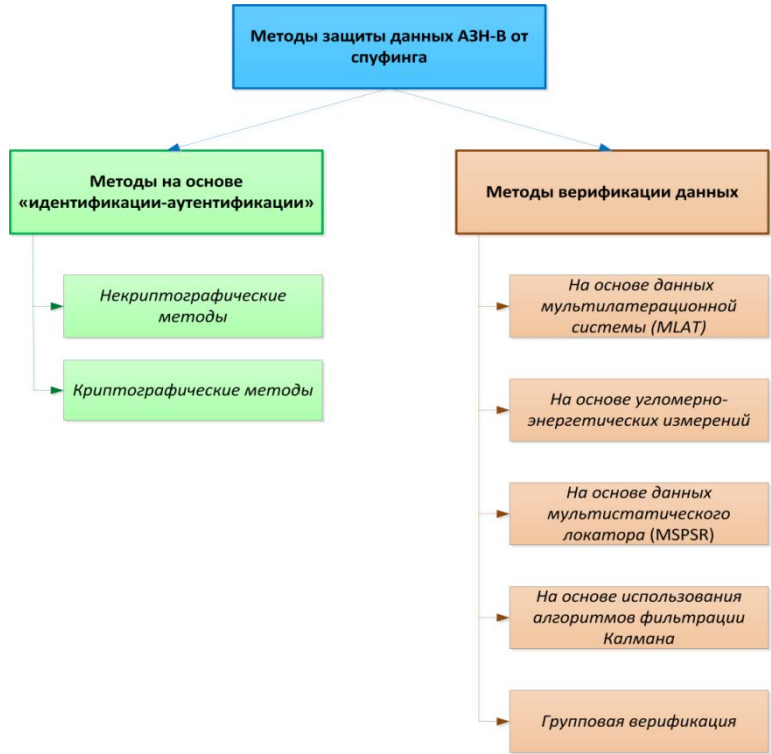 Методы защиты данных АЗН-В от
спуфинга
Методы на основе
«идентификации-аутентификации»
Некриптографические
методы
Криптографические методы
Методы верификации данных
На основе данных
мультилатерационной
системы (MLAT)
На основе угломерно-
энергетических измерений
На основе данных
мультистатического
локатора (MSPSR)
На основе использования
алгоритмов фильтрации
Калмана
Групповая верификация